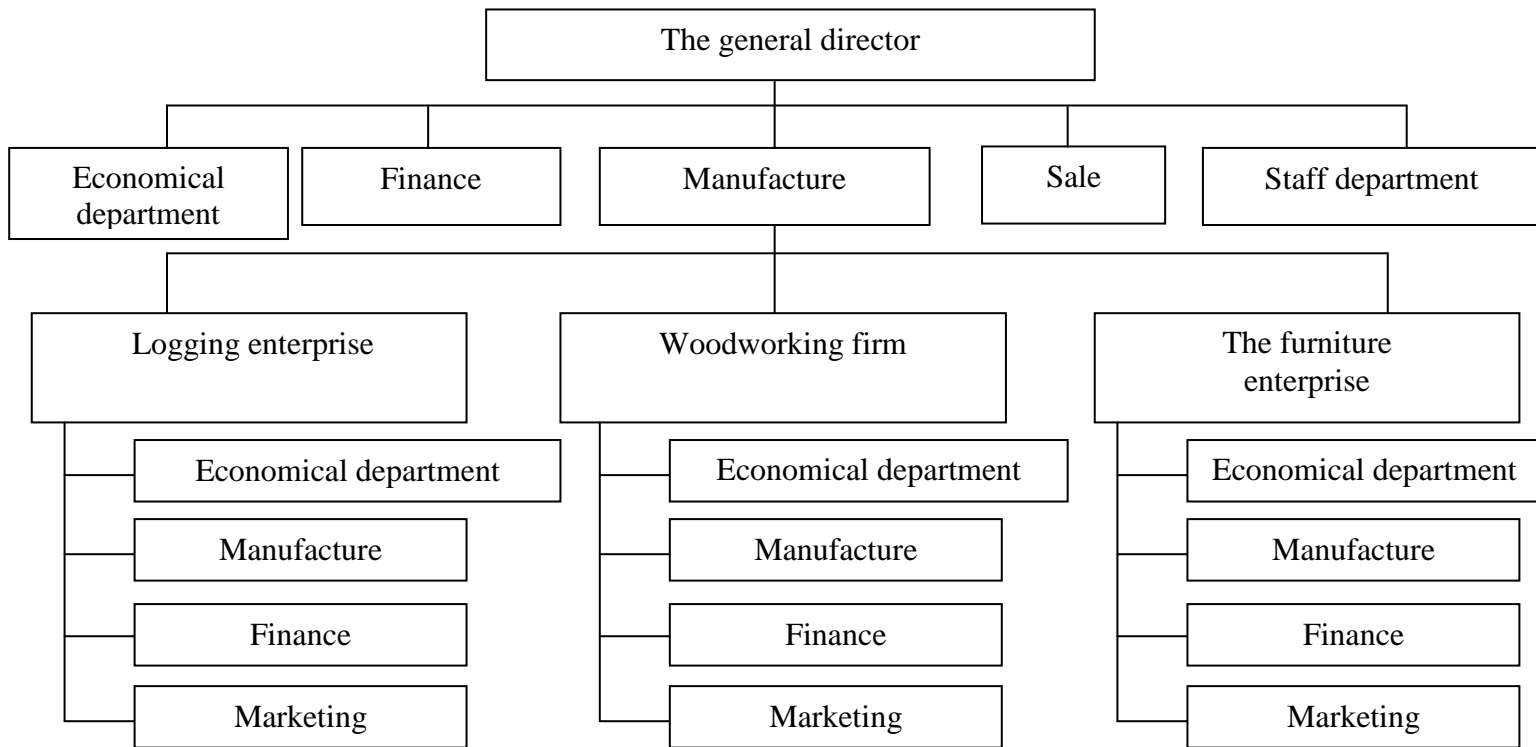 The general director
Economical
department
Finance
Manufacture
Sale
Staff department
Logging enterprise
Woodworking firm
The furniture
enterprise
Economical department
Manufacture
Finance
Marketing
Economical department
Manufacture
Finance
Marketing
Economical department
Manufacture
Finance
Marketing